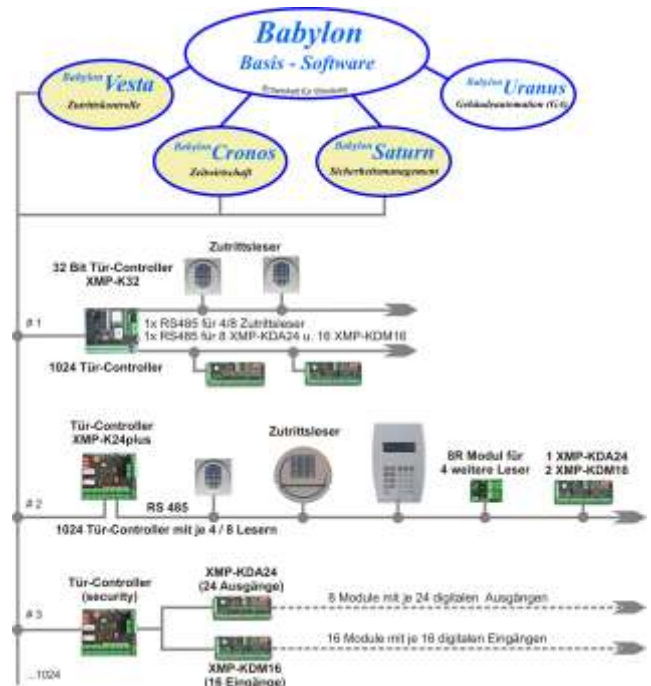 Babylon
Basis - Software
Babylon Vesta
Zutrittskontrolle
Babylon Uranus
Gebäudeautomation (GA)
Babylon Cronos
Zeitwirtschaft
Babylon Saturn
Sicherheitsmanagement
32 Bit Tür-Controller
XMP-K32
Zutrittsleser
# 1
1x RS485 für 4/8 Zutrittsleser
1x RS485 für 8 XMP-KDA24 u. 16 XMP-KDM16
1024 Tür-Controller
Tür-Controller
XMP-K24plus
Zutrittsleser
8R Modul für
4 weitere Leser
1 XMP-KDA24
2 XMP-KDM16
# 2
RS 485
1024 Tür-Controller mit je 4 / 8 Lesern
Tür-Controller
(security)
XMP-KDA24
(24 Ausgänge)
8 Module mit je 24 digitalen Ausgängen
# 3
16 Module mit je 16 digitalen Eingängen
XMP-KDM16
(16 Eingänge)
...1024